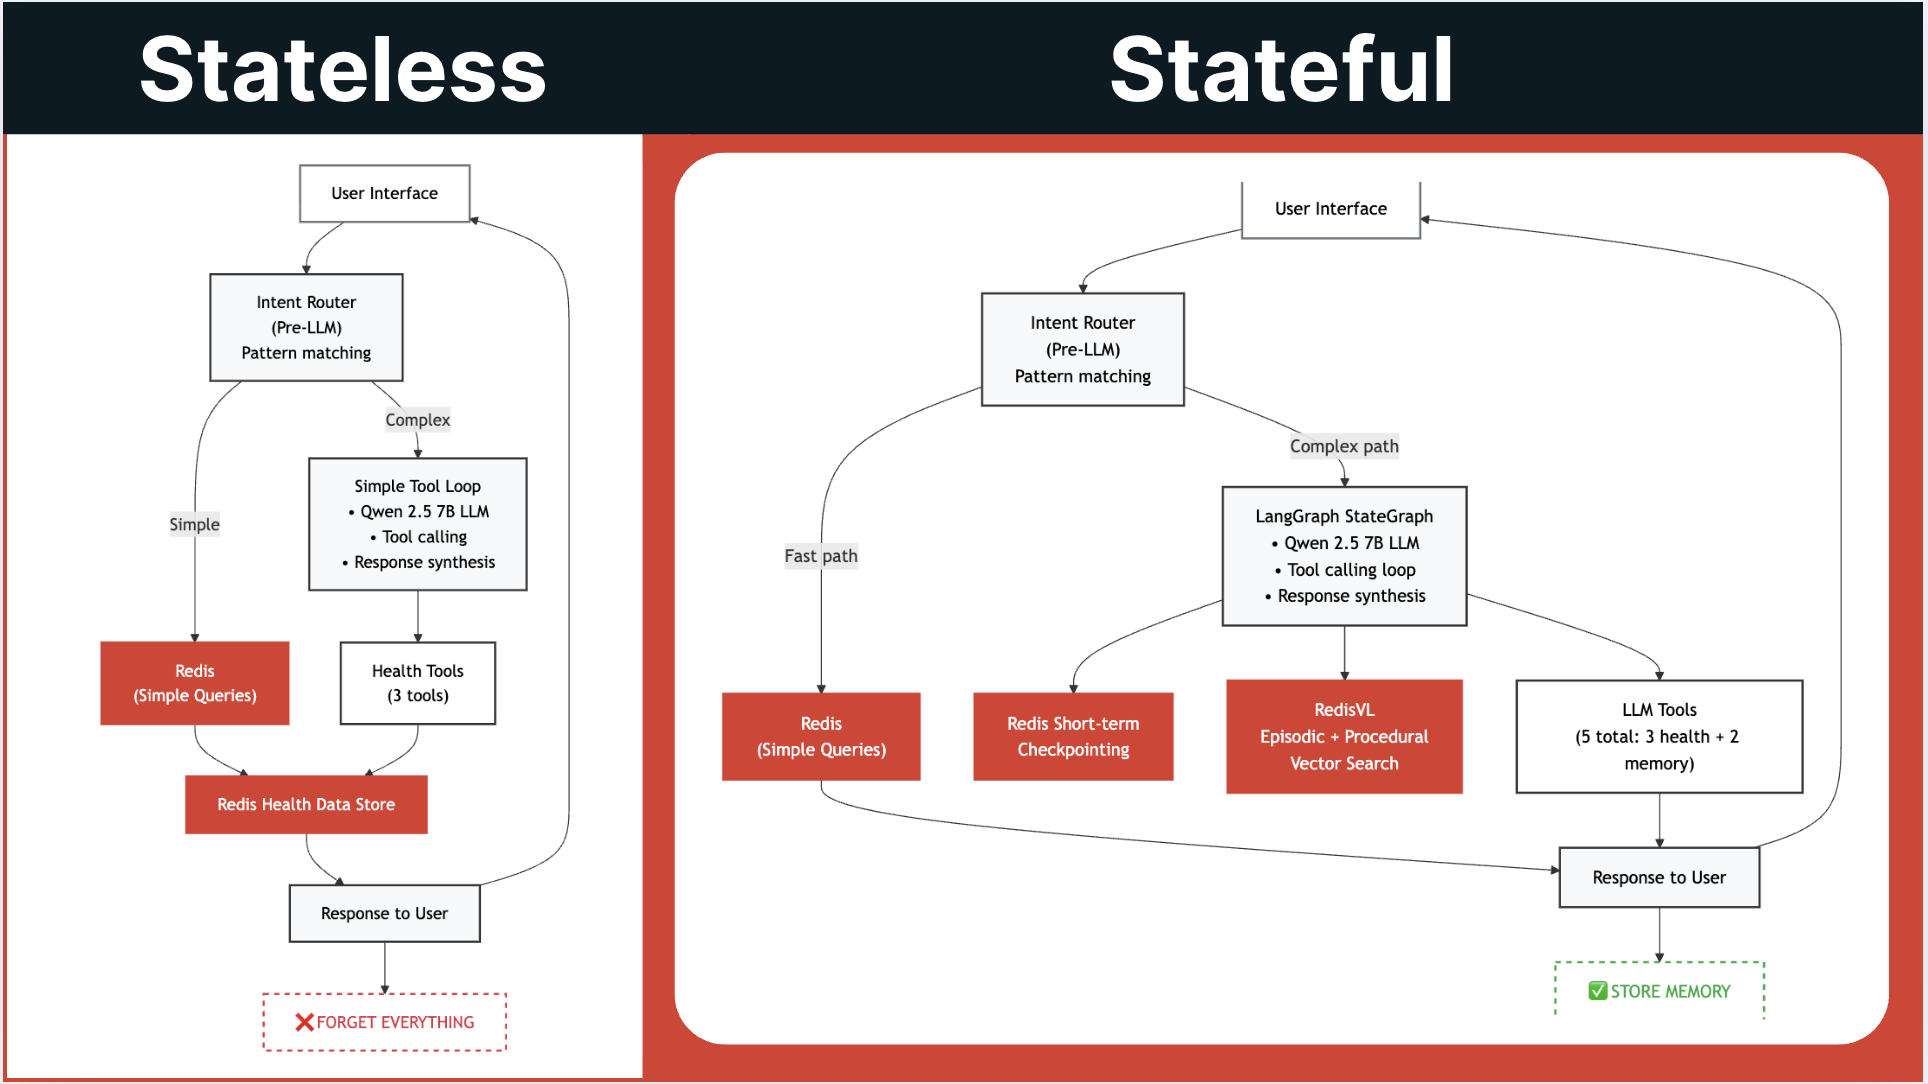 Stateless
Stateful
User Interface
Intent Router
(Pre-LLM)
Pattern matching
Complex
Simple Tool Loop
• Qwen 2.5 7B LLM
• Tool calling
• Response synthesis
Simple
Redis
(Simple Queries)
Health Tools
(3 tools)
Redis Health Data Store
Response to User
❌FORGET EVERYTHING
User Interface
Intent Router
(Pre-LLM)
Pattern matching
Complex path
LangGraph StateGraph
• Qwen 2.5 7B LLM
• Tool calling loop
• Response synthesis
Fast path
Redis
(Simple Queries)
Redis Short-term
Checkpointing
RedisVL
Episodic + Procedural
Vector Search
LLM Tools
(5 total: 3 health + 2
memory)
Response to User
✅STORE MEMORY